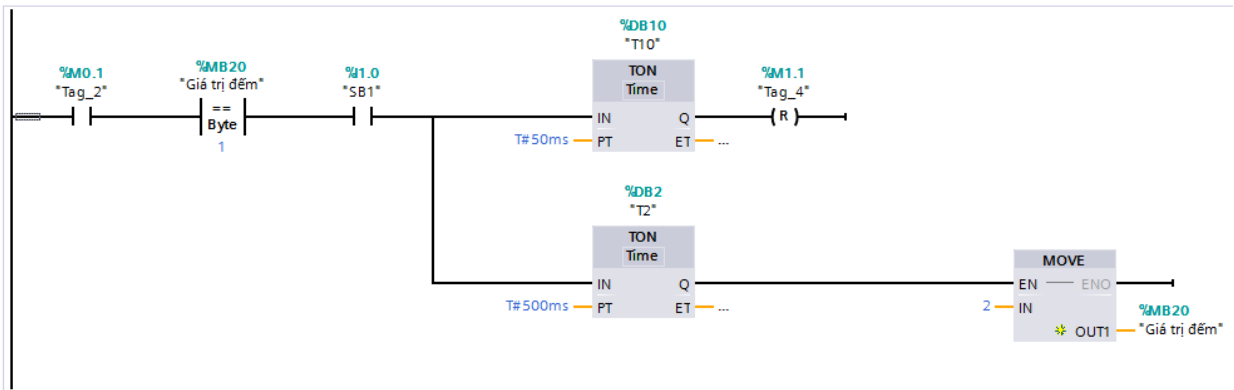 %M0.1
"Tag_2"
%MB20
"Giá trị đếm"
==
Byte
1
%I1.0
"SB1"
%DB10
"T10"
TON
Time
IN
Q
T#50ms
PT
ET
...
%M1.1
"Tag_4"
R
%DB2
"T2"
TON
Time
IN
Q
T#500ms
PT
ET
...
MOVE
EN
ENO
2
IN
OUT1
%MB20
"Giá trị đếm"